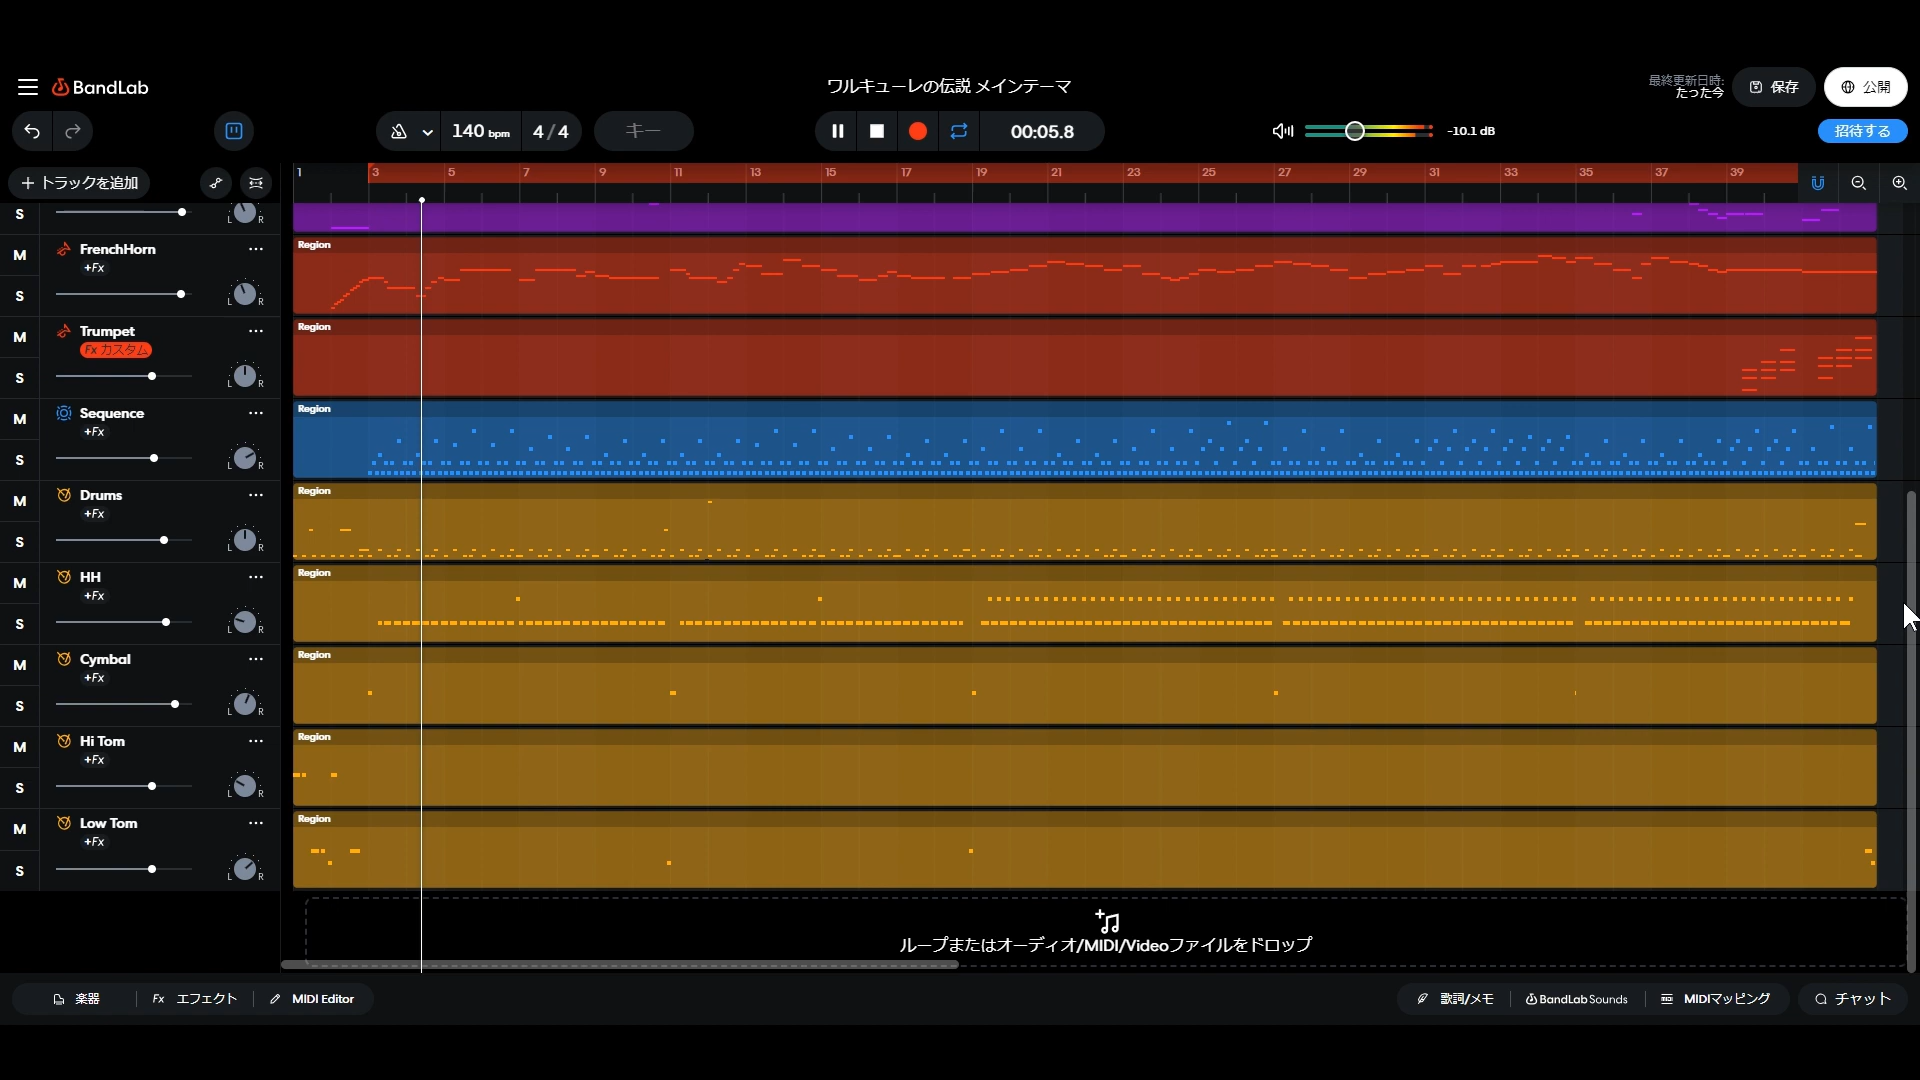 BandLab
ワルキューレの伝説 メインテーマ
最終更新日時:
たった今
保存
公開
140 bpm
4 / 4
キー
00:05.8
-10.1 dB
招待する
トラックを追加
1 3 5 7 9 11 13 15 17 19 21 23 25 27 29 31 33 35 37 39
S
L R
M
FrenchHorn
+Fx
S
L R
Region
M
Trumpet
Fx カスタム
S
L R
Region
M
Sequence
+Fx
S
L R
Region
M
Drums
+Fx
S
L R
Region
M
HH
+Fx
S
L R
Region
M
Cymbal
+Fx
S
L R
Region
M
Hi Tom
+Fx
S
L R
Region
M
Low Tom
+Fx
S
L R
Region
ループまたはオーディオ/MIDI/Videoファイルをドロップ
楽器
Fx エフェクト
MIDI Editor
歌詞/メモ
BandLab Sounds
MIDIマッピング
チャット